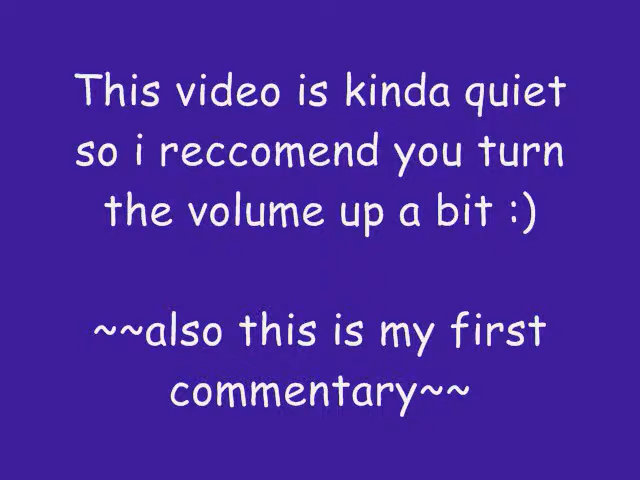 This video is kinda quiet
so i reccomend you turn
the volume up a bit :)
~~also this is my first
commentary~~